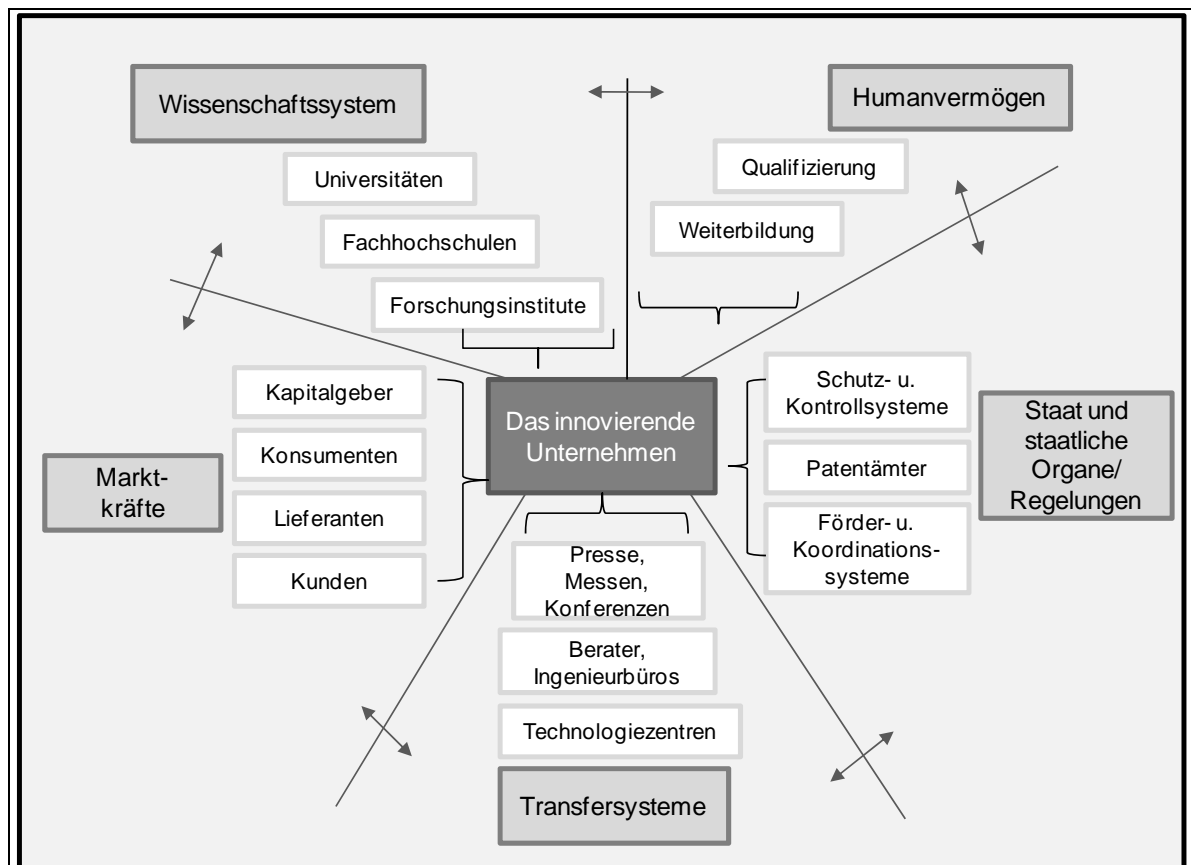 Wissenschaftssystem
Universitäten
Fachhochschulen
Forschungsinstitute
Humanvermögen
Qualifizierung
Weiterbildung
Markt-
kräfte
Kapitalgeber
Konsumenten
Lieferanten
Kunden
Das innovierende
Unternehmen
Schutz- u.
Kontrollsysteme
Patentämter
Förder- u.
Koordinations-
systeme
Staat und
staatliche
Organe/
Regelungen
Presse,
Messen,
Konferenzen
Berater,
Ingenieurbüros
Technologiezentren
Transfersysteme